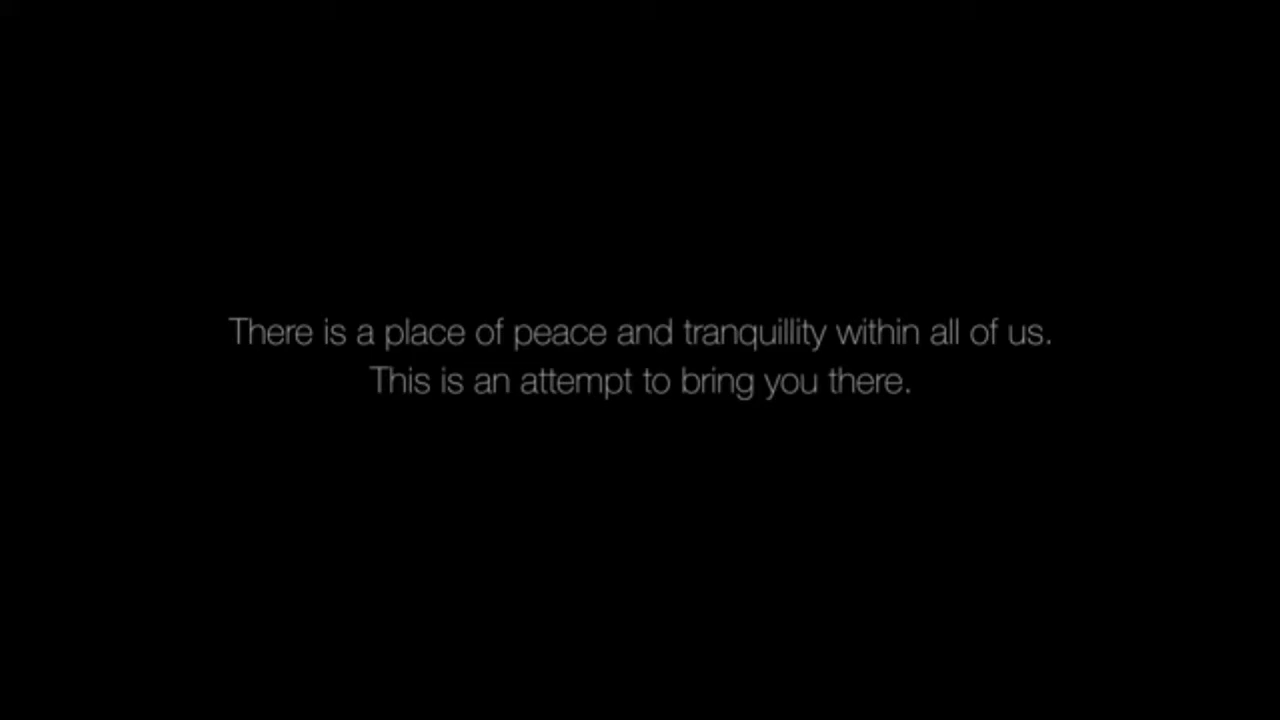 There is a place of peace and tranquillity within all of us.
This is an attempt to bring you there.